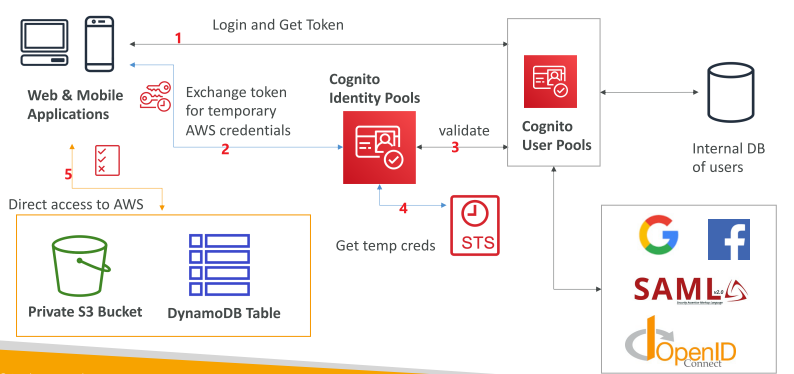 1
Login and Get Token
Web & Mobile
Applications
Exchange token
for temporary
AWS credentials
2
Cognito
Identity Pools
validate
3
Cognito
User Pools
Internal DB
of users
4
Get temp creds
STS
5
Direct access to AWS
Private S3 Bucket
DynamoDB Table
G
f
SAML v2.0
OpenID
Connect